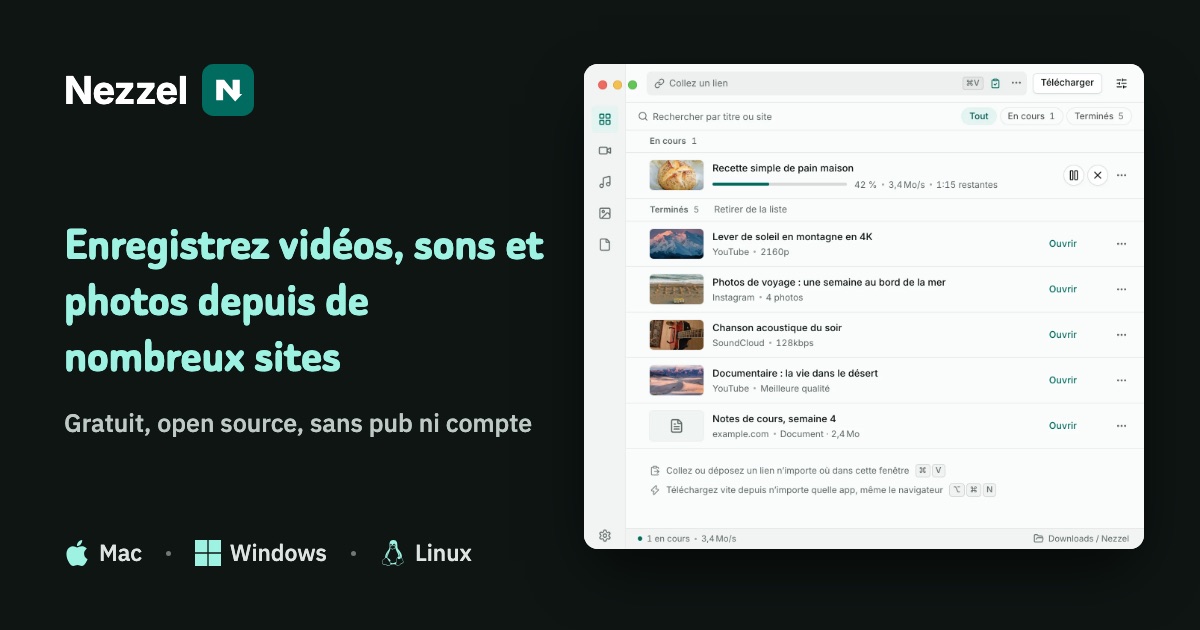 Nezzel
Enregistrez vidéos, sons et
photos depuis de
nombreux sites
Gratuit, open source, sans pub ni compte
Mac • Windows • Linux
Collez un lien
⌘V
Télécharger
Rechercher par titre ou site
Tout
En cours 1
Terminés 5
En cours 1
Recette simple de pain maison
42 % • 3,4 Mo/s • 1:15 restantes
Terminés 5 Retirer de la liste
Lever de soleil en montagne en 4K
YouTube • 2160p
Ouvrir
Photos de voyage : une semaine au bord de la mer
Instagram • 4 photos
Ouvrir
Chanson acoustique du soir
SoundCloud • 128kbps
Ouvrir
Documentaire : la vie dans le désert
YouTube • Meilleure qualité
Ouvrir
Notes de cours, semaine 4
example.com • Document · 2,4 Mo
Ouvrir
Collez ou déposez un lien n’importe où dans cette fenêtre ⌘ V
Téléchargez vite depuis n’importe quelle app, même le navigateur ⌥ ⌘ N
1 en cours • 3,4 Mo/s
Downloads / Nezzel